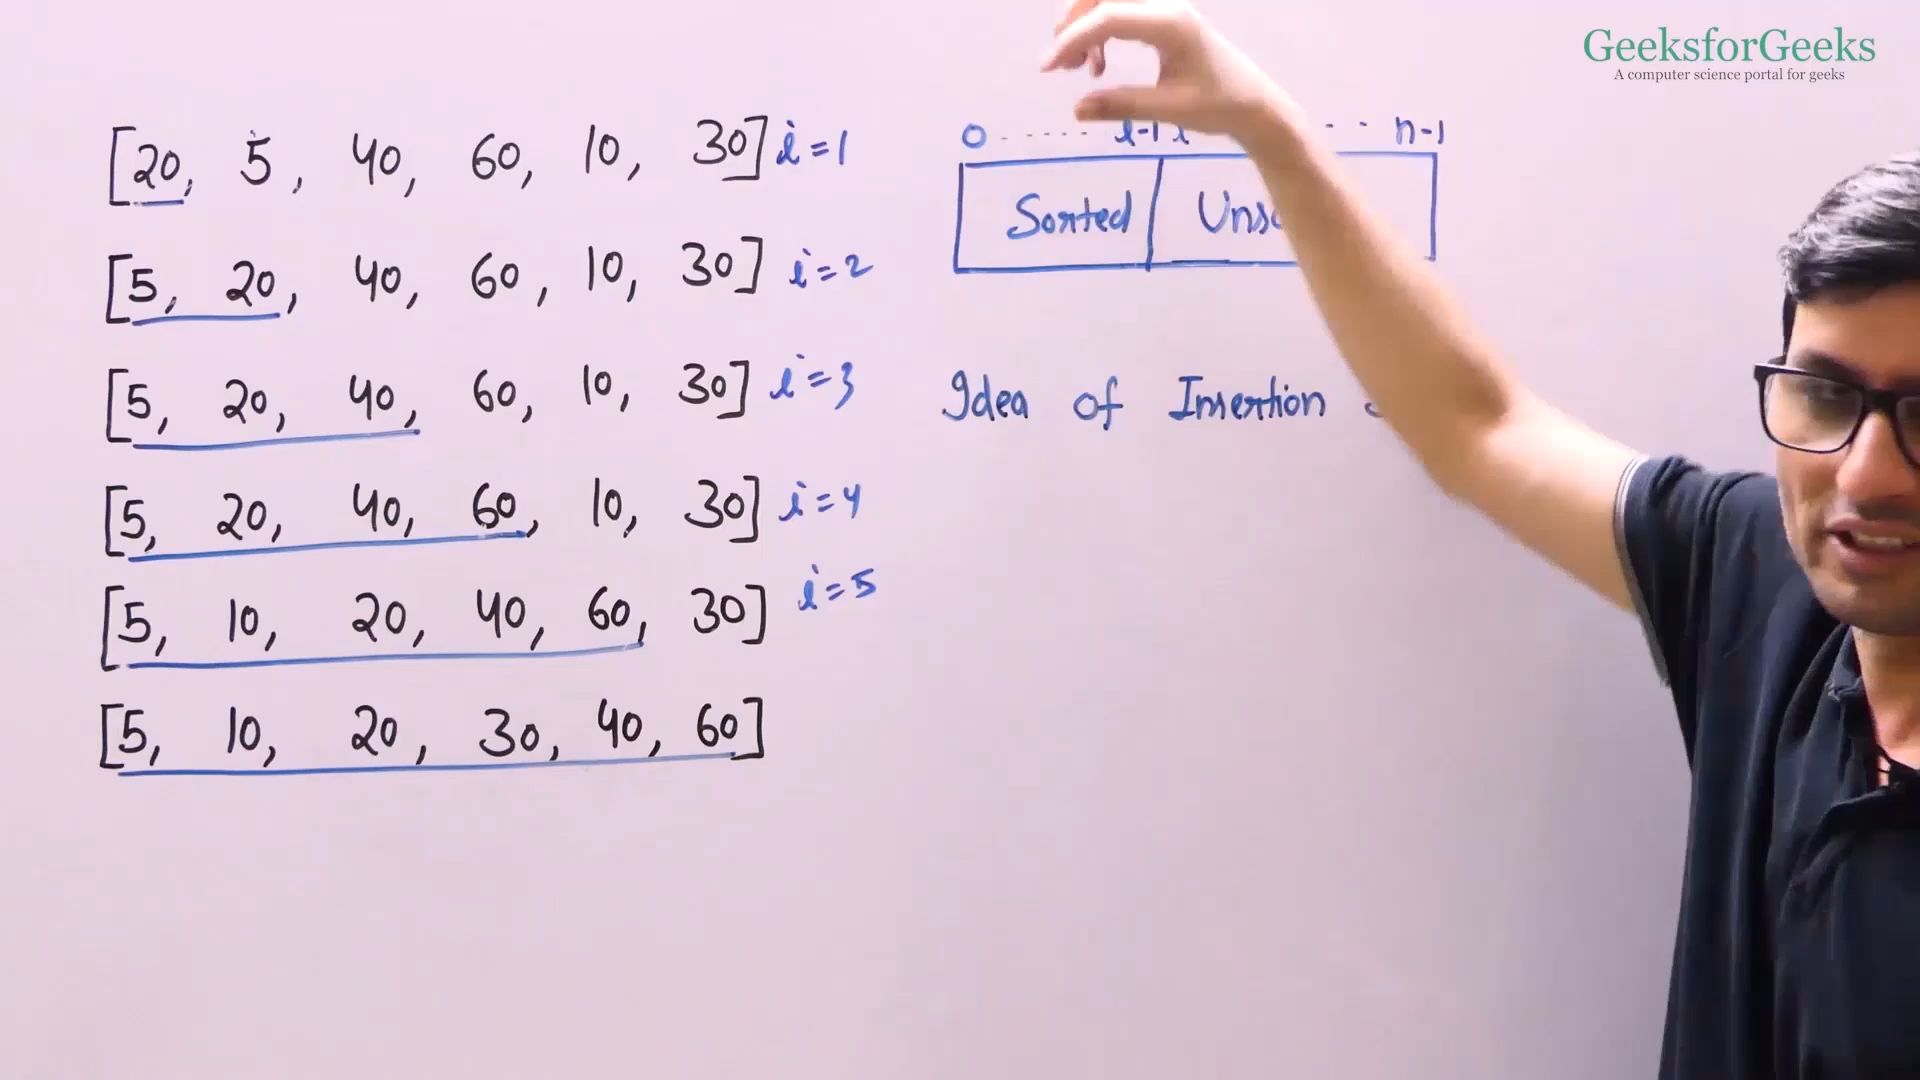 GeeksforGeeks
A computer science portal for geeks
[20, 5, 40, 60, 10, 30] i=1
[5, 20, 40, 60, 10, 30] i=2
[5, 20, 40, 60, 10, 30] i=3
[5, 20, 40, 60, 10, 30] i=4
[5, 10, 20, 40, 60, 30] i=5
[5, 10, 20, 30, 40, 60]
0 ...... i-1 i .. n-1
Sorted
Idea of Insertion